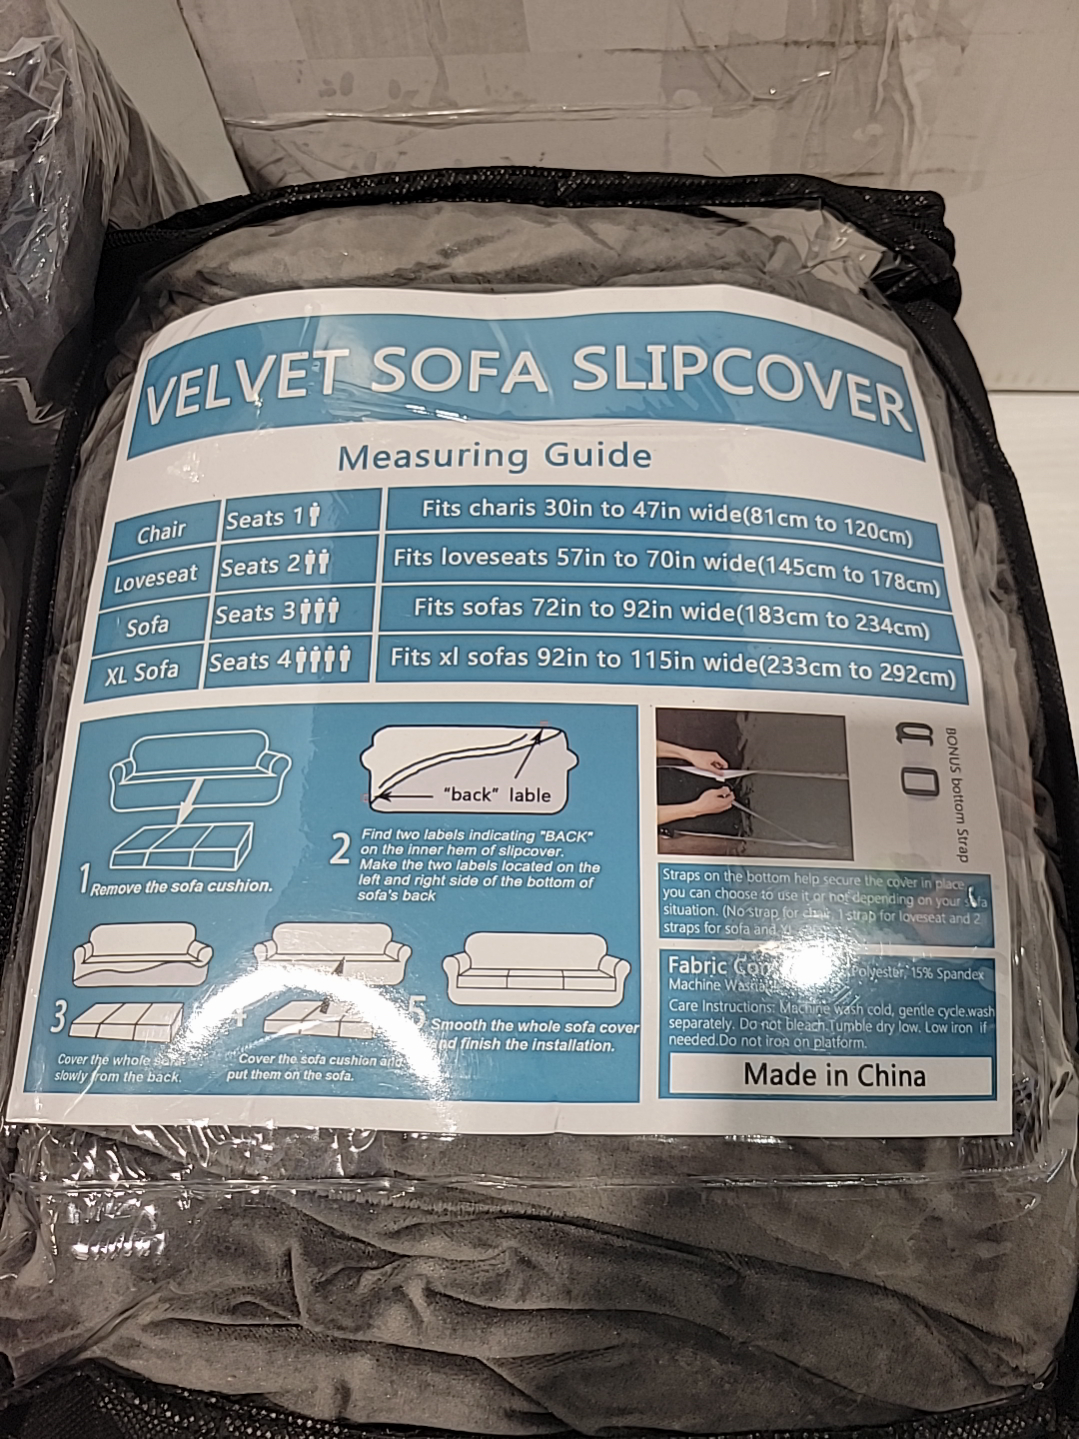 VELVET SOFA SLIPCOVER
Measuring Guide
Chair Seats 1 Fits charis 30in to 47in wide(81cm to 120cm)
Loveseat Seats 2 Fits loveseats 57in to 70in wide(145cm to 178cm)
Sofa Seats 3 Fits sofas 72in to 92in wide(183cm to 234cm)
XL Sofa Seats 4 Fits xl sofas 92in to 115in wide(233cm to 292cm)
1 Remove the sofa cushion.
"back" lable
2 Find two labels indicating "BACK"
on the inner hem of slipcover.
Make the two labels located on the
left and right side of the bottom of
sofa's back
3
Cover the whole sofa
slowly from the back.
4
Cover the sofa cushion and
put them on the sofa.
5
Smooth the whole sofa cover
and finish the installation.
BONUS bottom Strap
Straps on the bottom help secure the cover in place,
you can choose to use it or not depending on your sofa
situation. (No strap for chair, 1 strap for loveseat and 2
straps for sofa and
Fabric Polyester, 15% Spandex
Machine
Care Instructions: Machine wash cold, gentle cycle.wash
separately. Do not bleach.Tumble dry low. Low iron if
needed.Do not iron on platform.
Made in China